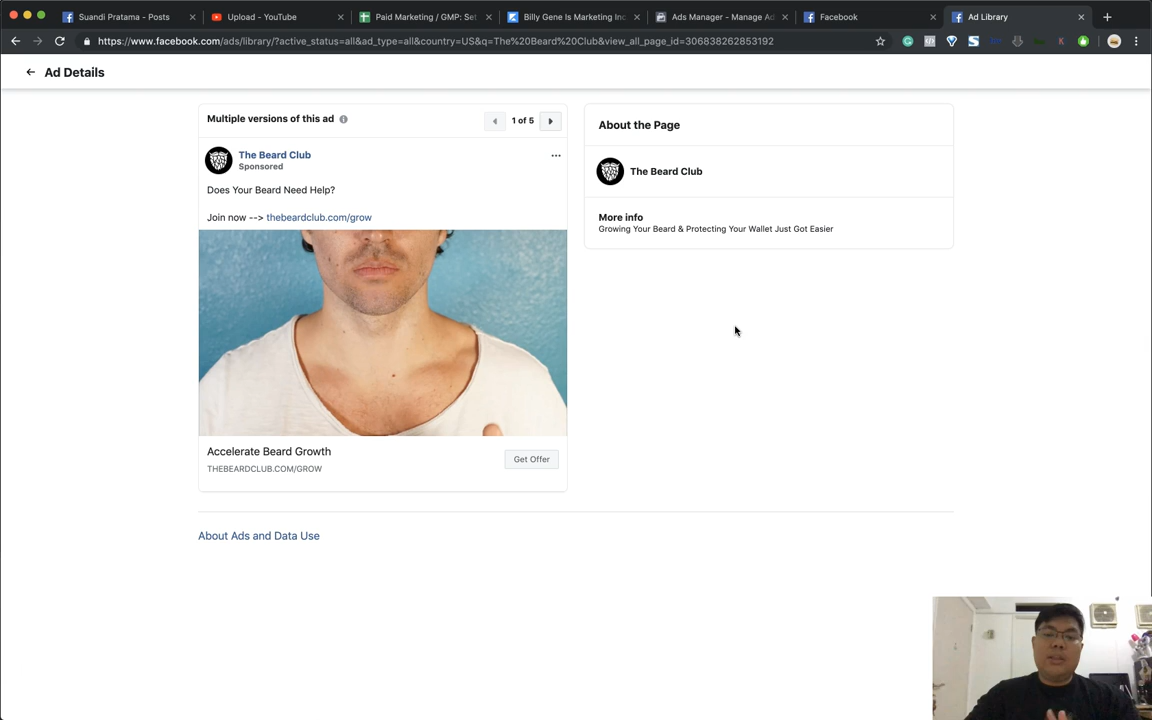 Suandi Pratama - Posts
Upload - YouTube
Paid Marketing / GMP: Set
Billy Gene Is Marketing Inc
Ads Manager - Manage Ad
Facebook
Ad Library
https://www.facebook.com/ads/library/?active_status=all&ad_type=all&country=US&q=The%20Beard%20Club&view_all_page_id=306838262853192
Ad Details
Multiple versions of this ad
1 of 5
The Beard Club
Sponsored
Does Your Beard Need Help?
Join now --> thebeardclub.com/grow
Accelerate Beard Growth
THEBEARDCLUB.COM/GROW
Get Offer
About the Page
The Beard Club
More info
Growing Your Beard & Protecting Your Wallet Just Got Easier
About Ads and Data Use